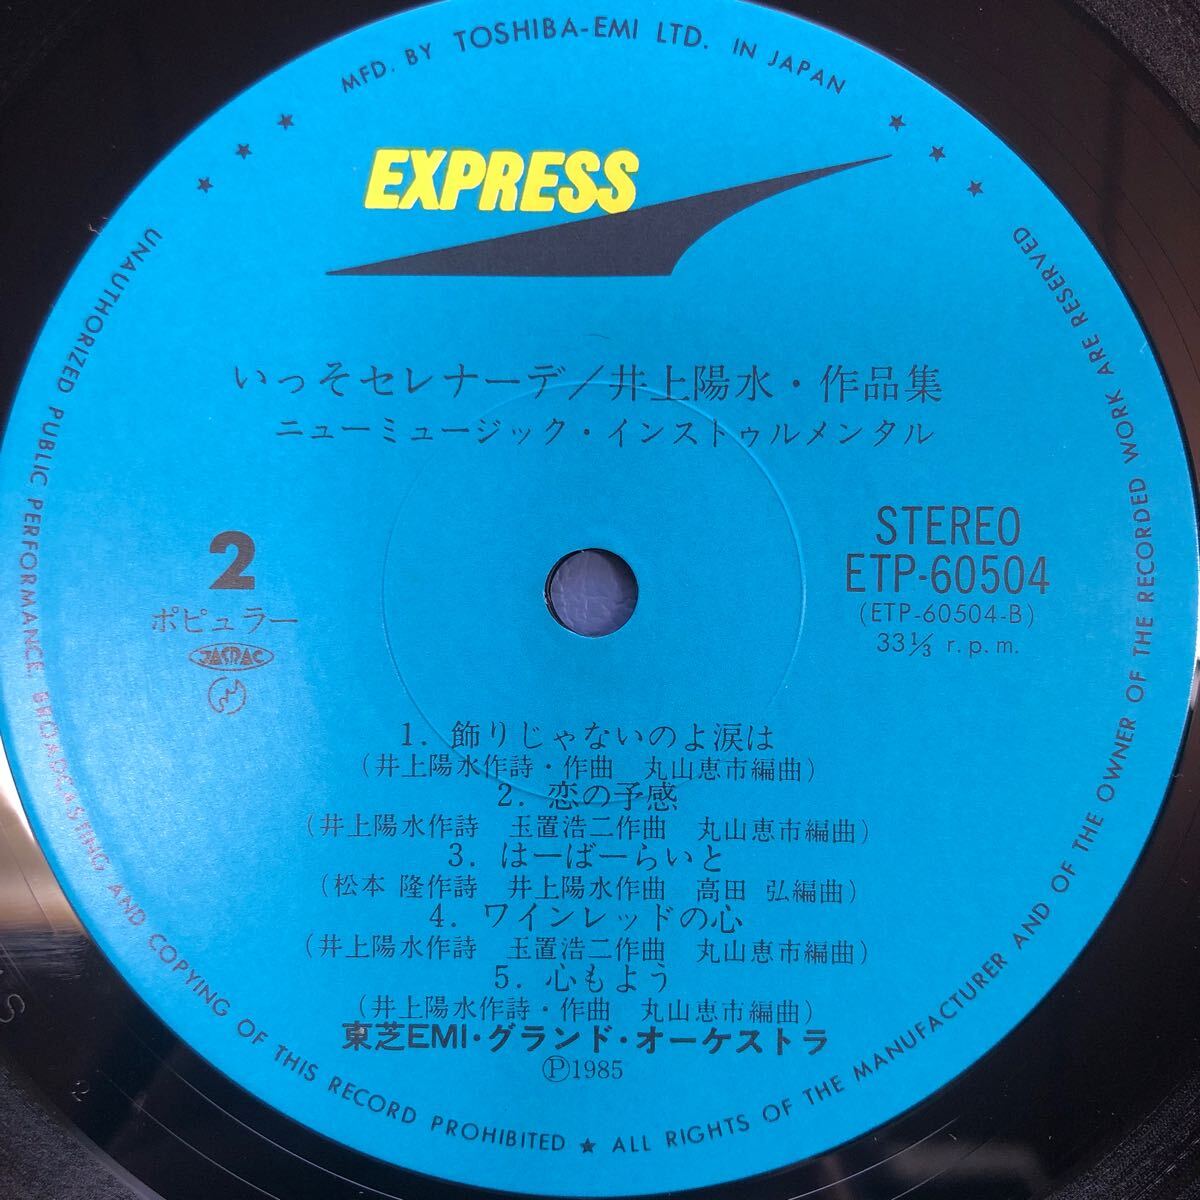 MFD. BY TOSHIBA-EMI LTD. IN JAPAN
EXPRESS
いっそセレナーデ／井上陽水・作品集
ニューミュージック・インストゥルメンタル
2
ポピュラー
JASRAC
STEREO
ETP-60504
(ETP-60504-B)
33⅓ r.p.m.
1. 飾りじゃないのよ涙は
(井上陽水作詩・作曲 丸山恵市編曲)
2. 恋の予感
(井上陽水作詩 玉置浩二作曲 丸山恵市編曲)
3. はーばーらいと
(松本 隆作詩 井上陽水作曲 高田 弘編曲)
4. ワインレッドの心
(井上陽水作詩 玉置浩二作曲 丸山恵市編曲)
5. 心もよう
(井上陽水作詩・作曲 丸山恵市編曲)
東芝EMI・グランド・オーケストラ
Ⓟ1985
UNAUTHORIZED PUBLIC PERFORMANCE, BROADCASTING AND COPYING OF THIS RECORD PROHIBITED ★ ALL RIGHTS OF THE MANUFACTURER AND OF THE OWNER OF THE RECORDED WORK ARE RESERVED